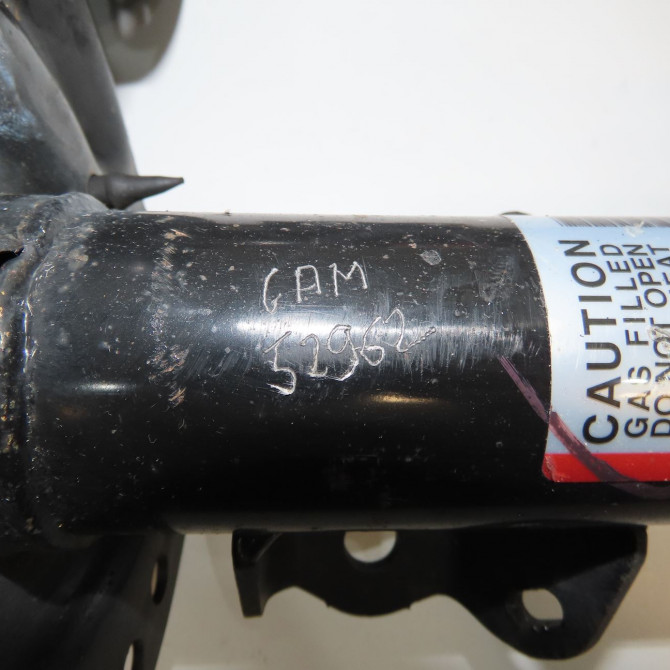 GAM
52962
CAUTION
GAS FILLED
DO NOT OPEN